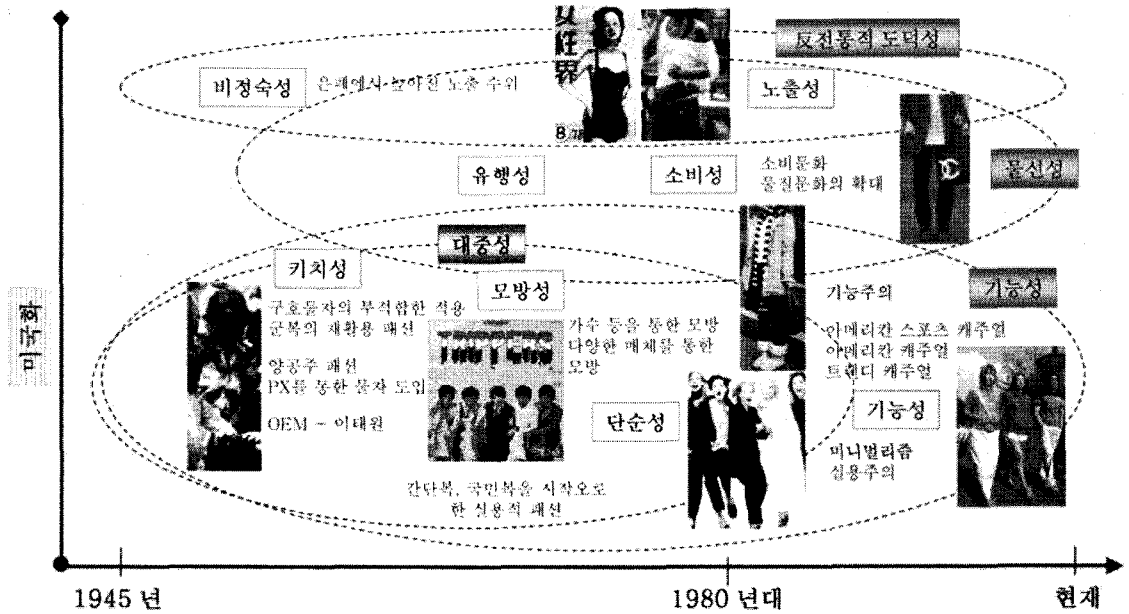 女性界
8
反전통적 도덕성
비정숙성
은폐에서 노출 수위
노출성
유행성
소비성
소비문화
물질문화의 확대
물신성
대중성
키치성
모방성
구호물자의 부적합한 적용
군복의 재활용 패션
양공주 패션
PX를 통한 물자 도입
OEM - 이태원
가수 등을 통한 모방
다양한 매체를 통한
모방
기능주의
기능성
아메리칸 스포츠 캐주얼
아메리칸 캐주얼
트랜디 캐주얼
단순성
기능성
미니멀리즘
실용주의
간단복, 국민복을 시작으로
한 실용적 패션
미국화
1945 년
1980 년대
현재